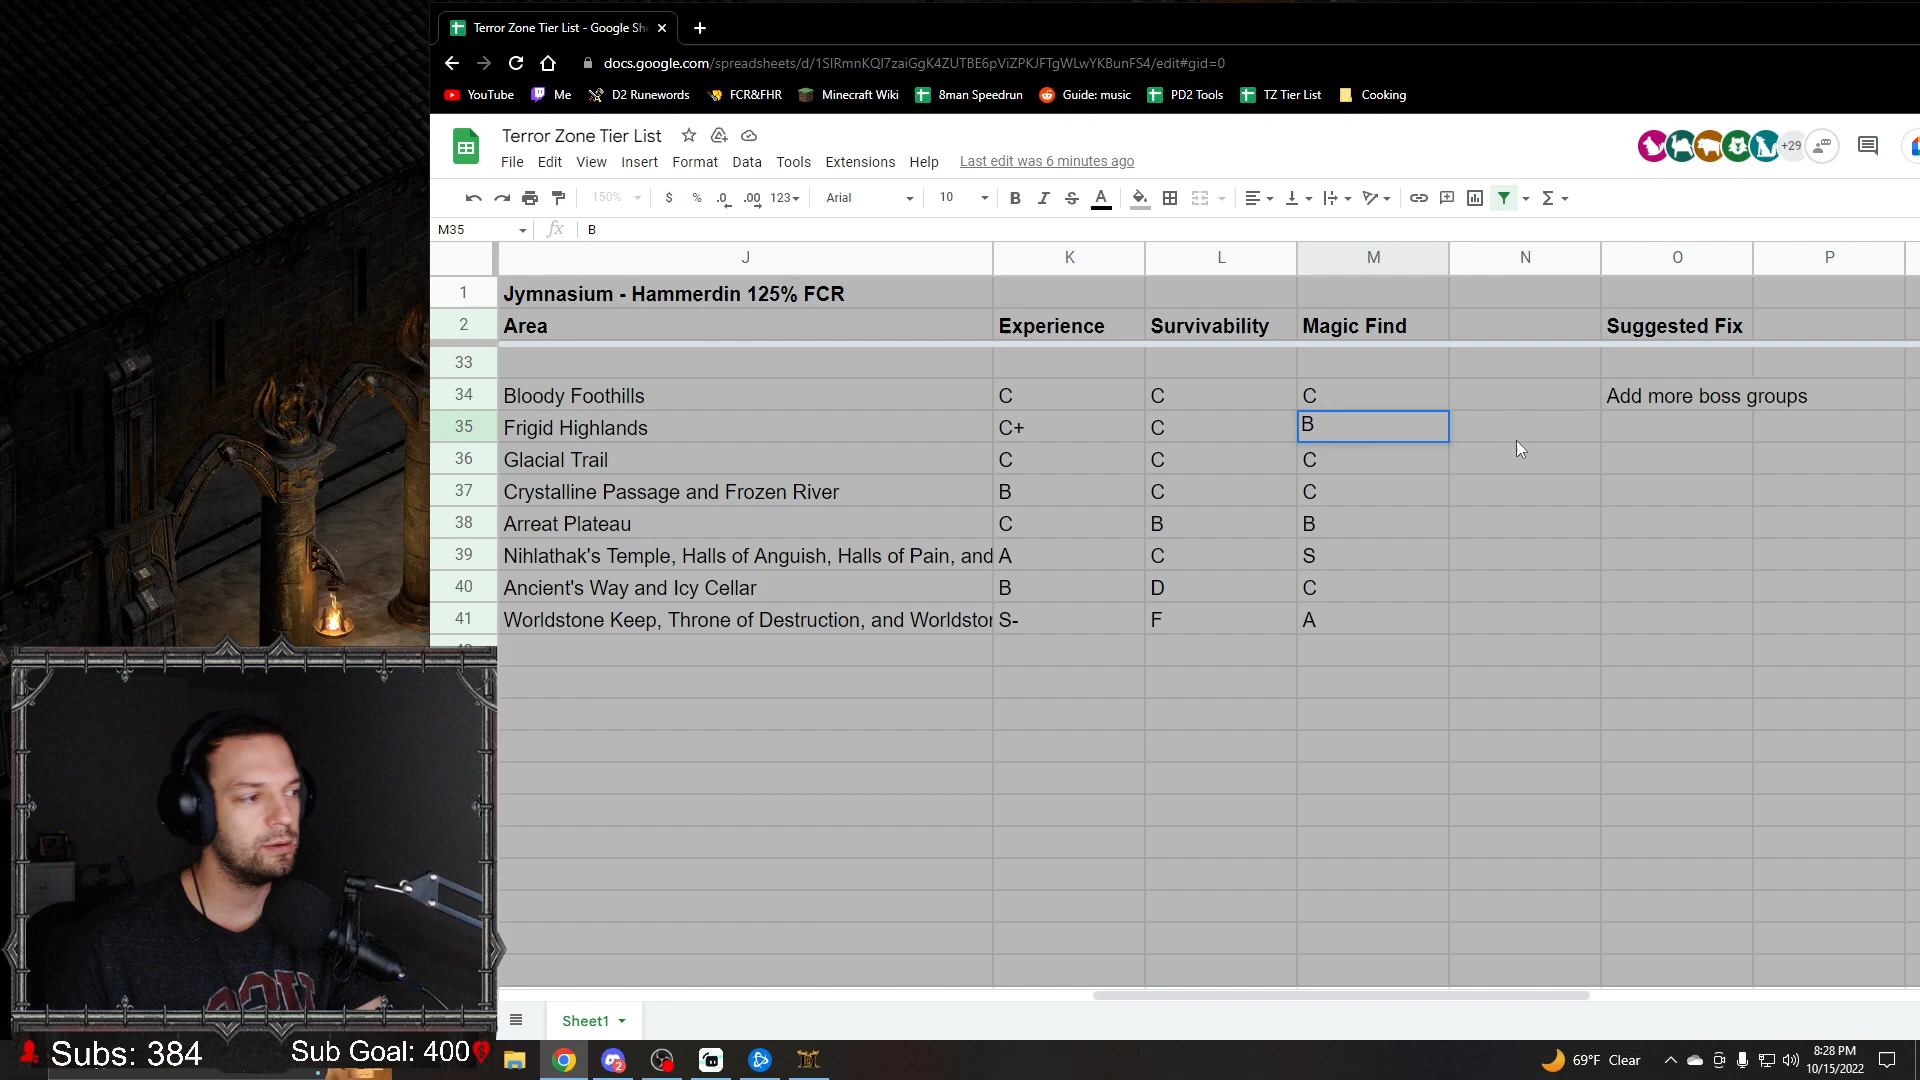 Terror Zone Tier List - Google She
docs.google.com/spreadsheets/d/1SIRmnKQI7zaiGgK4ZUTBE6pViZPKJFTgWLwYKBunFS4/edit#gid=0
YouTube Me D2 Runewords FCR&FHR Minecraft Wiki 8man Speedrun Guide: music PD2 Tools TZ Tier List Cooking
Terror Zone Tier List
+29
File Edit View Insert Format Data Tools Extensions Help Last edit was 6 minutes ago
150% $ % .0 .00 123 Arial 10 B I S A Σ
M35 fx B
J K L M N O P
1 Jymnasium - Hammerdin 125% FCR
2 Area Experience Survivability Magic Find Suggested Fix
33
34 Bloody Foothills C C C Add more boss groups
35 Frigid Highlands C+ C B
36 Glacial Trail C C C
37 Crystalline Passage and Frozen River B C C
38 Arreat Plateau C B B
39 Nihlathak's Temple, Halls of Anguish, Halls of Pain, and A C S
40 Ancient's Way and Icy Cellar B D C
41 Worldstone Keep, Throne of Destruction, and Worldstor S- F A
Sheet1
Subs: 384 Sub Goal: 400
2
69°F Clear
8:28 PM
10/15/2022